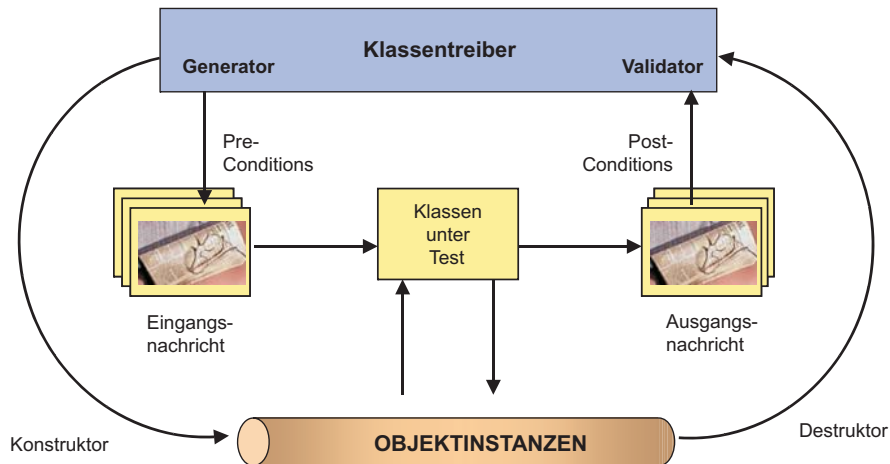 Klassentreiber
Generator
Validator
Pre-
Conditions
Post-
Conditions
Klassen
unter
Test
Eingangs-
nachricht
Ausgangs-
nachricht
Konstruktor
OBJEKTINSTANZEN
Destruktor